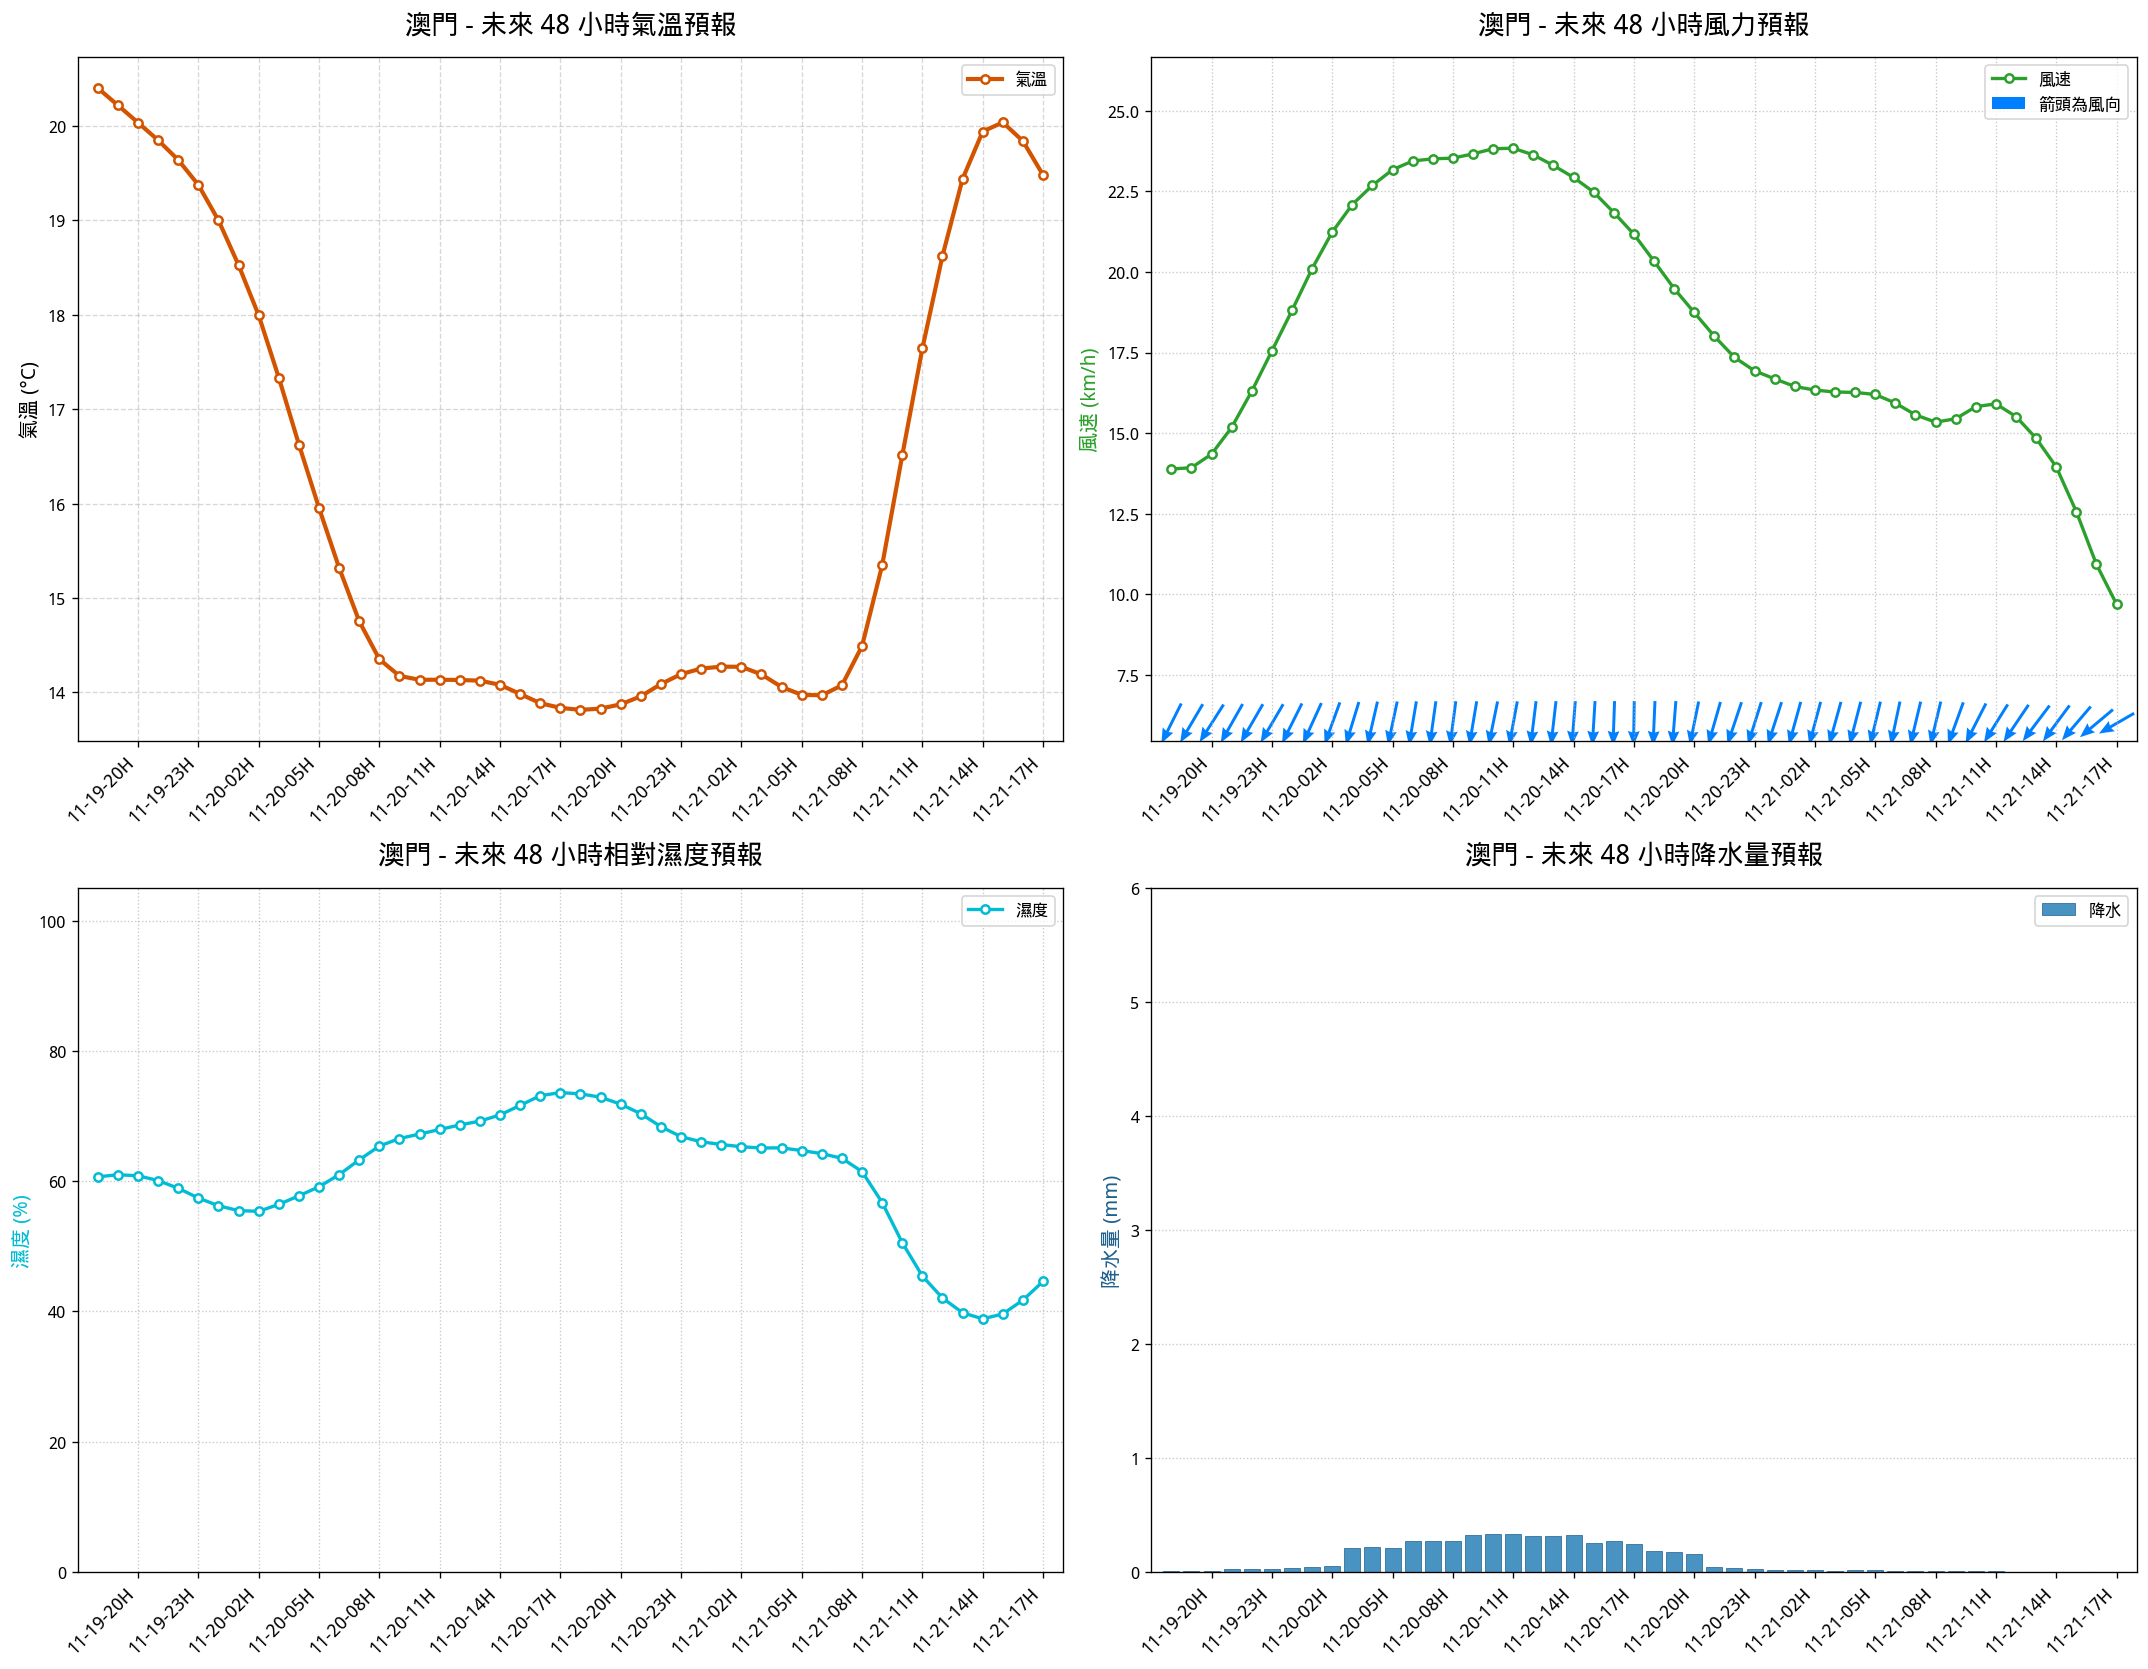 澳門 - 未來 48 小時氣溫預報
氣溫
氣溫 (°C)
20
19
18
17
16
15
14
11-19-20H
11-19-23H
11-20-02H
11-20-05H
11-20-08H
11-20-11H
11-20-14H
11-20-17H
11-20-20H
11-20-23H
11-21-02H
11-21-05H
11-21-08H
11-21-11H
11-21-14H
11-21-17H
澳門 - 未來 48 小時風力預報
風速
箭頭為風向
風速 (km/h)
25.0
22.5
20.0
17.5
15.0
12.5
10.0
7.5
11-19-20H
11-19-23H
11-20-02H
11-20-05H
11-20-08H
11-20-11H
11-20-14H
11-20-17H
11-20-20H
11-20-23H
11-21-02H
11-21-05H
11-21-08H
11-21-11H
11-21-14H
11-21-17H
澳門 - 未來 48 小時相對濕度預報
濕度
濕度 (%)
100
80
60
40
20
0
11-19-20H
11-19-23H
11-20-02H
11-20-05H
11-20-08H
11-20-11H
11-20-14H
11-20-17H
11-20-20H
11-20-23H
11-21-02H
11-21-05H
11-21-08H
11-21-11H
11-21-14H
11-21-17H
澳門 - 未來 48 小時降水量預報
降水
降水量 (mm)
6
5
4
3
2
1
0
11-19-20H
11-19-23H
11-20-02H
11-20-05H
11-20-08H
11-20-11H
11-20-14H
11-20-17H
11-20-20H
11-20-23H
11-21-02H
11-21-05H
11-21-08H
11-21-11H
11-21-14H
11-21-17H